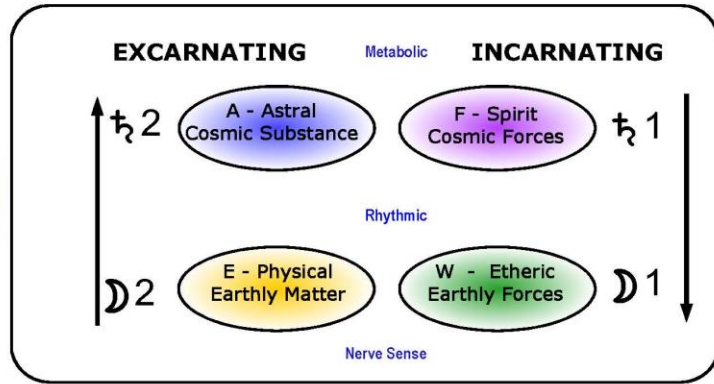 EXCARNATING Metabolic INCARNATING
♄2 A - Astral F - Spirit ♄1
Cosmic Substance Cosmic Forces
Rhythmic
☽2 E - Physical W - Etheric ☽1
Earthly Matter Earthly Forces
Nerve Sense